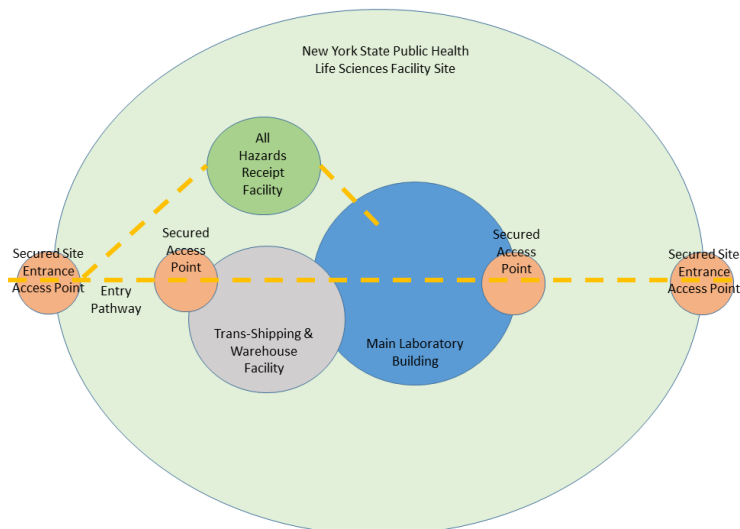 New York State Public Health
Life Sciences Facility Site
All
Hazards
Receipt
Facility
Secured
Access
Point
Secured
Access
Point
Secured Site
Entrance
Access Point
Secured Site
Entrance
Access Point
Entry
Pathway
Trans-Shipping &
Warehouse
Facility
Main Laboratory
Building